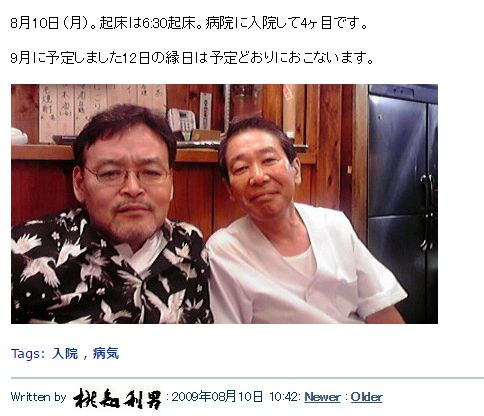 8月10日（月）。起床は6:30起床。病院に入院して4ヶ目です。
9月に予定しました12日の縁日は予定どおりにおこないます。
Tags: 入院 , 病気
Written by 桃知利男 : 2009年08月10日 10:42: Newer : Older